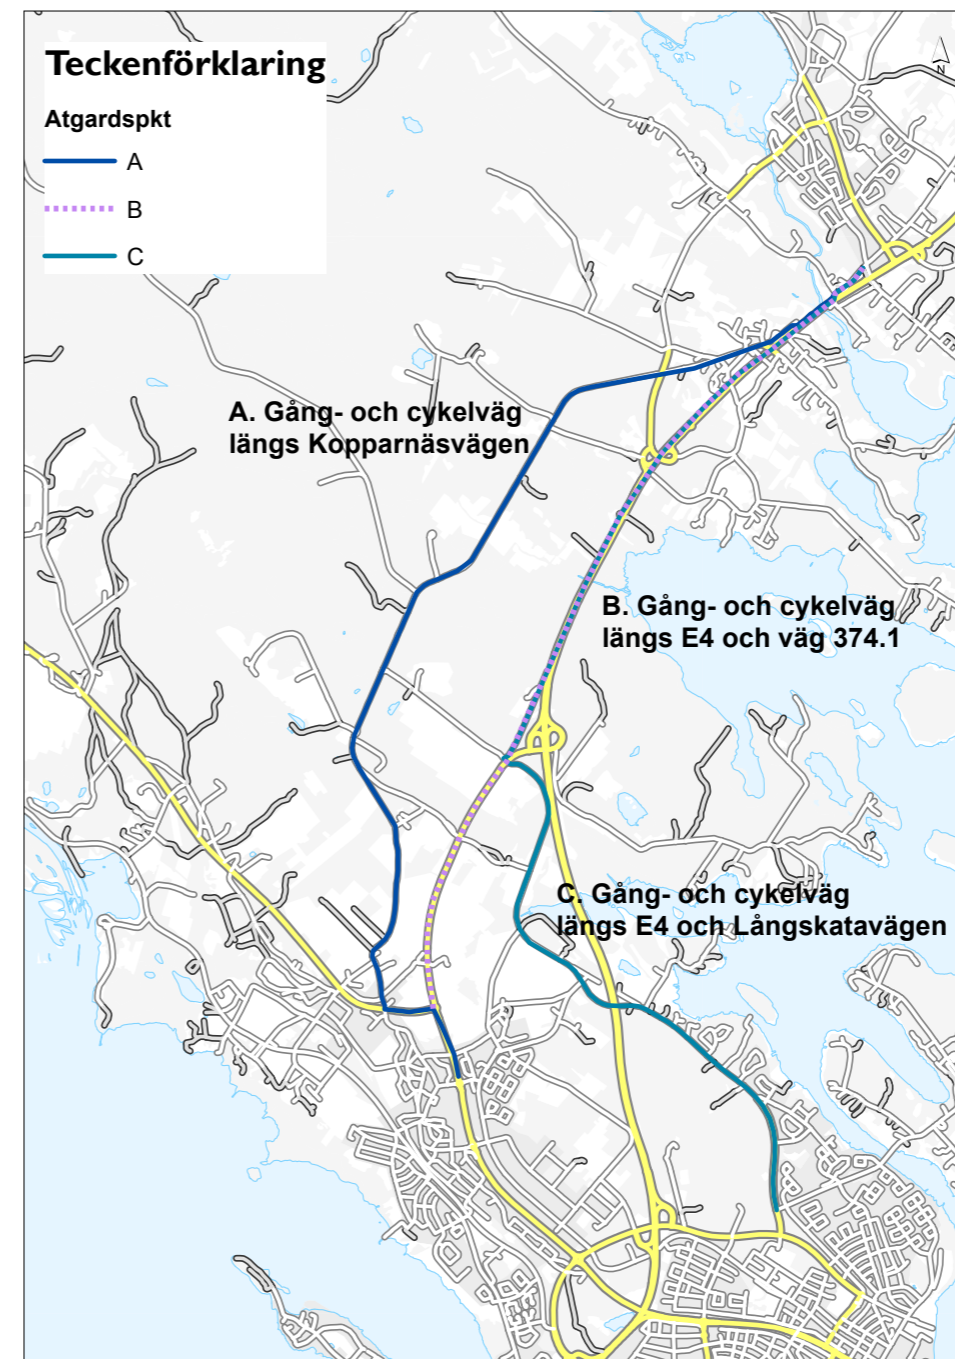 Teckenförklaring
Atgardspkt
A
B
C
N
A. Gång- och cykelväg
längs Kopparnäsvägen
B. Gång- och cykelväg
längs E4 och väg 374.1
C. Gång- och cykelväg
längs E4 och Långskatavägen